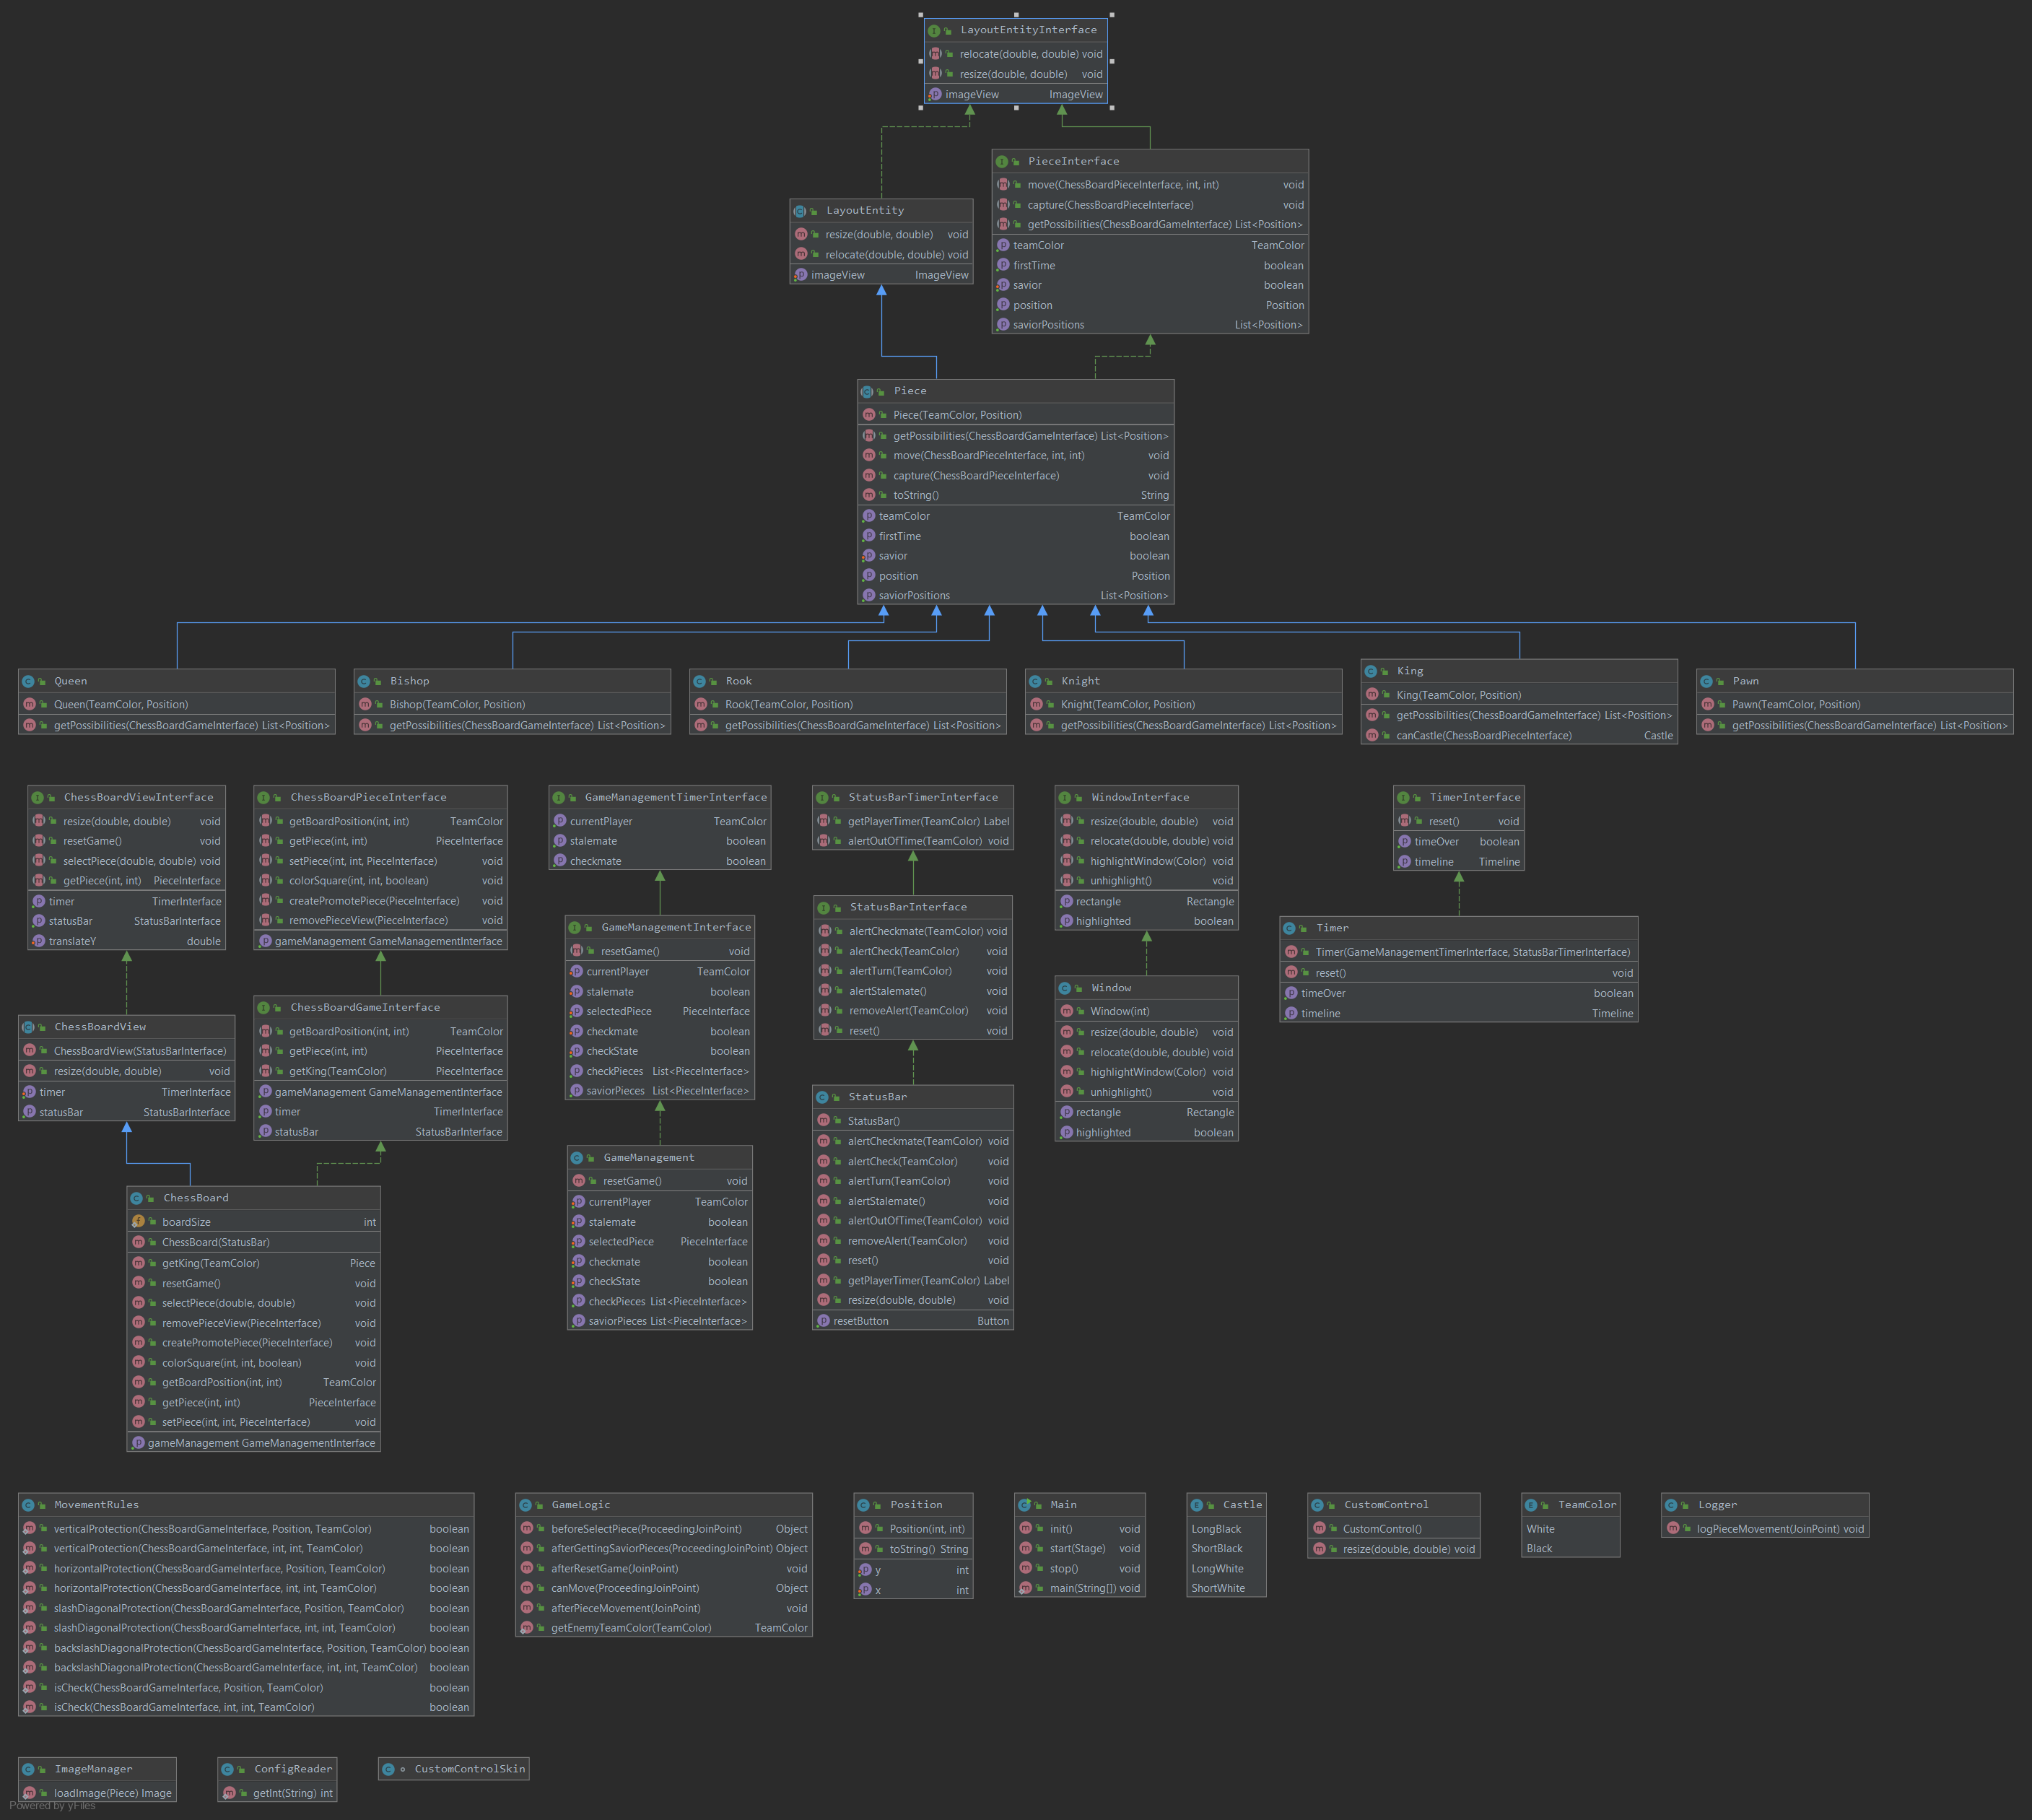 LayoutEntityInterface
relocate(double, double) void
resize(double, double) void
imageView ImageView
PieceInterface
move(ChessBoardPieceInterface, int, int) void
capture(ChessBoardPieceInterface) void
getPossibilities(ChessBoardGameInterface) List<Position>
teamColor TeamColor
firstTime boolean
savior boolean
position Position
saviorPositions List<Position>
LayoutEntity
resize(double, double) void
relocate(double, double) void
imageView ImageView
Piece
Piece(TeamColor, Position)
getPossibilities(ChessBoardGameInterface) List<Position>
move(ChessBoardPieceInterface, int, int) void
capture(ChessBoardPieceInterface) void
toString() String
teamColor TeamColor
firstTime boolean
savior boolean
position Position
saviorPositions List<Position>
Queen
Queen(TeamColor, Position)
getPossibilities(ChessBoardGameInterface) List<Position>
Bishop
Bishop(TeamColor, Position)
getPossibilities(ChessBoardGameInterface) List<Position>
Rook
Rook(TeamColor, Position)
getPossibilities(ChessBoardGameInterface) List<Position>
Knight
Knight(TeamColor, Position)
getPossibilities(ChessBoardGameInterface) List<Position>
King
King(TeamColor, Position)
getPossibilities(ChessBoardGameInterface) List<Position>
canCastle(ChessBoardPieceInterface) Castle
Pawn
Pawn(TeamColor, Position)
getPossibilities(ChessBoardGameInterface) List<Position>
ChessBoardViewInterface
resize(double, double) void
resetGame() void
selectPiece(double, double) void
getPiece(int, int) PieceInterface
timer TimerInterface
statusBar StatusBarInterface
translateY double
ChessBoardView
ChessBoardView(StatusBarInterface)
resize(double, double) void
timer TimerInterface
statusBar StatusBarInterface
ChessBoardPieceInterface
getBoardPosition(int, int) TeamColor
getPiece(int, int) PieceInterface
setPiece(int, int, PieceInterface) void
colorSquare(int, int, boolean) void
createPromotePiece(PieceInterface) void
removePieceView(PieceInterface) void
gameManagement GameManagementInterface
ChessBoardGameInterface
getBoardPosition(int, int) TeamColor
getPiece(int, int) PieceInterface
getKing(TeamColor) PieceInterface
gameManagement GameManagementInterface
timer TimerInterface
statusBar StatusBarInterface
ChessBoard
boardSize int
ChessBoard(StatusBar)
getKing(TeamColor) Piece
resetGame() void
selectPiece(double, double) void
removePieceView(PieceInterface) void
createPromotePiece(PieceInterface) void
colorSquare(int, int, boolean) void
getBoardPosition(int, int) TeamColor
getPiece(int, int) PieceInterface
setPiece(int, int, PieceInterface) void
gameManagement GameManagementInterface
GameManagementTimerInterface
currentPlayer TeamColor
stalemate boolean
checkmate boolean
GameManagementInterface
resetGame() void
currentPlayer TeamColor
stalemate boolean
selectedPiece PieceInterface
checkmate boolean
checkState boolean
checkPieces List<PieceInterface>
saviorPieces List<PieceInterface>
GameManagement
resetGame() void
currentPlayer TeamColor
stalemate boolean
selectedPiece PieceInterface
checkmate boolean
checkState boolean
checkPieces List<PieceInterface>
saviorPieces List<PieceInterface>
StatusBarTimerInterface
getPlayerTimer(TeamColor) Label
alertOutOfTime(TeamColor) void
StatusBarInterface
alertCheckmate(TeamColor) void
alertCheck(TeamColor) void
alertTurn(TeamColor) void
alertStalemate() void
removeAlert(TeamColor) void
reset() void
StatusBar
StatusBar()
alertCheckmate(TeamColor) void
alertCheck(TeamColor) void
alertTurn(TeamColor) void
alertStalemate() void
alertOutOfTime(TeamColor) void
removeAlert(TeamColor) void
reset() void
getPlayerTimer(TeamColor) Label
resize(double, double) void
resetButton Button
WindowInterface
resize(double, double) void
relocate(double, double) void
highlightWindow(Color) void
unhighlight() void
rectangle Rectangle
highlighted boolean
Window
Window(int)
resize(double, double) void
relocate(double, double) void
highlightWindow(Color) void
unhighlight() void
rectangle Rectangle
highlighted boolean
TimerInterface
reset() void
timeOver boolean
timeline Timeline
Timer
Timer(GameManagementTimerInterface, StatusBarTimerInterface)
reset() void
timeOver boolean
timeline Timeline
MovementRules
verticalProtection(ChessBoardGameInterface, Position, TeamColor) boolean
verticalProtection(ChessBoardGameInterface, int, int, TeamColor) boolean
horizontalProtection(ChessBoardGameInterface, Position, TeamColor) boolean
horizontalProtection(ChessBoardGameInterface, int, int, TeamColor) boolean
slashDiagonalProtection(ChessBoardGameInterface, Position, TeamColor) boolean
slashDiagonalProtection(ChessBoardGameInterface, int, int, TeamColor) boolean
backslashDiagonalProtection(ChessBoardGameInterface, Position, TeamColor) boolean
backslashDiagonalProtection(ChessBoardGameInterface, int, int, TeamColor) boolean
isCheck(ChessBoardGameInterface, Position, TeamColor) boolean
isCheck(ChessBoardGameInterface, int, int, TeamColor) boolean
GameLogic
beforeSelectPiece(ProceedingJoinPoint) Object
afterGettingSaviorPieces(ProceedingJoinPoint) Object
afterResetGame(JoinPoint) void
canMove(ProceedingJoinPoint) Object
afterPieceMovement(JoinPoint) void
getEnemyTeamColor(TeamColor) TeamColor
Position
Position(int, int)
toString() String
y int
x int
Main
init() void
start(Stage) void
stop() void
main(String[]) void
Castle
LongBlack
ShortBlack
LongWhite
ShortWhite
CustomControl
CustomControl()
resize(double, double) void
TeamColor
White
Black
Logger
logPieceMovement(JoinPoint) void
ImageManager
loadImage(Piece) Image
ConfigReader
getInt(String) int
CustomControlSkin
Powered by yFiles